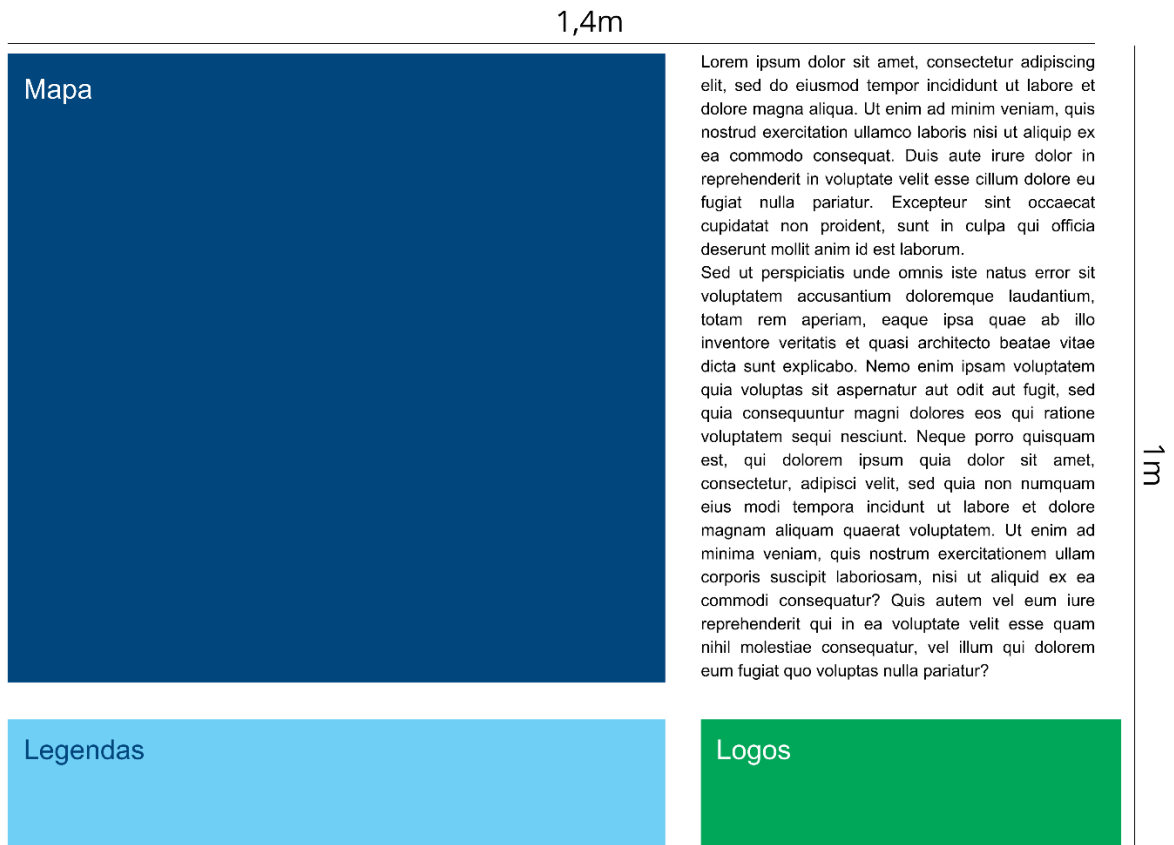 1,4m
Mapa
Lorem ipsum dolor sit amet, consectetur adipiscing
elit, sed do eiusmod tempor incididunt ut labore et
dolore magna aliqua. Ut enim ad minim veniam, quis
nostrud exercitation ullamco laboris nisi ut aliquip ex
ea commodo consequat. Duis aute irure dolor in
reprehenderit in voluptate velit esse cillum dolore eu
fugiat nulla pariatur. Excepteur sint occaecat
cupidatat non proident, sunt in culpa qui officia
deserunt mollit anim id est laborum.
Sed ut perspiciatis unde omnis iste natus error sit
voluptatem accusantium doloremque laudantium,
totam rem aperiam, eaque ipsa quae ab illo
inventore veritatis et quasi architecto beatae vitae
dicta sunt explicabo. Nemo enim ipsam voluptatem
quia voluptas sit aspernatur aut odit aut fugit, sed
quia consequuntur magni dolores eos qui ratione
voluptatem sequi nesciunt. Neque porro quisquam
est, qui dolorem ipsum quia dolor sit amet,
consectetur, adipisci velit, sed quia non numquam
eius modi tempora incidunt ut labore et dolore
magnam aliquam quaerat voluptatem. Ut enim ad
minima veniam, quis nostrum exercitationem ullam
corporis suscipit laboriosam, nisi ut aliquid ex ea
commodi consequatur? Quis autem vel eum iure
reprehenderit qui in ea voluptate velit esse quam
nihil molestiae consequatur, vel illum qui dolorem
eum fugiat quo voluptas nulla pariatur?
1m
Legendas
Logos